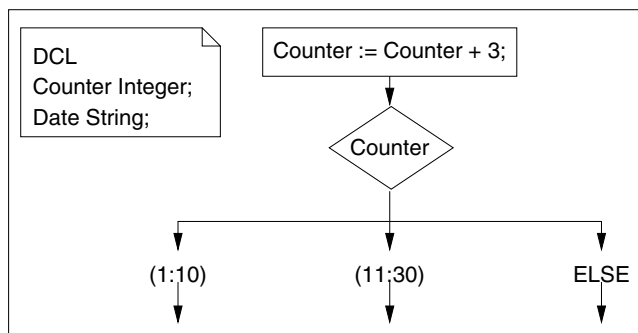 DCL
Counter Integer;
Date String;
Counter := Counter + 3;
Counter
(1:10)
(11:30)
ELSE